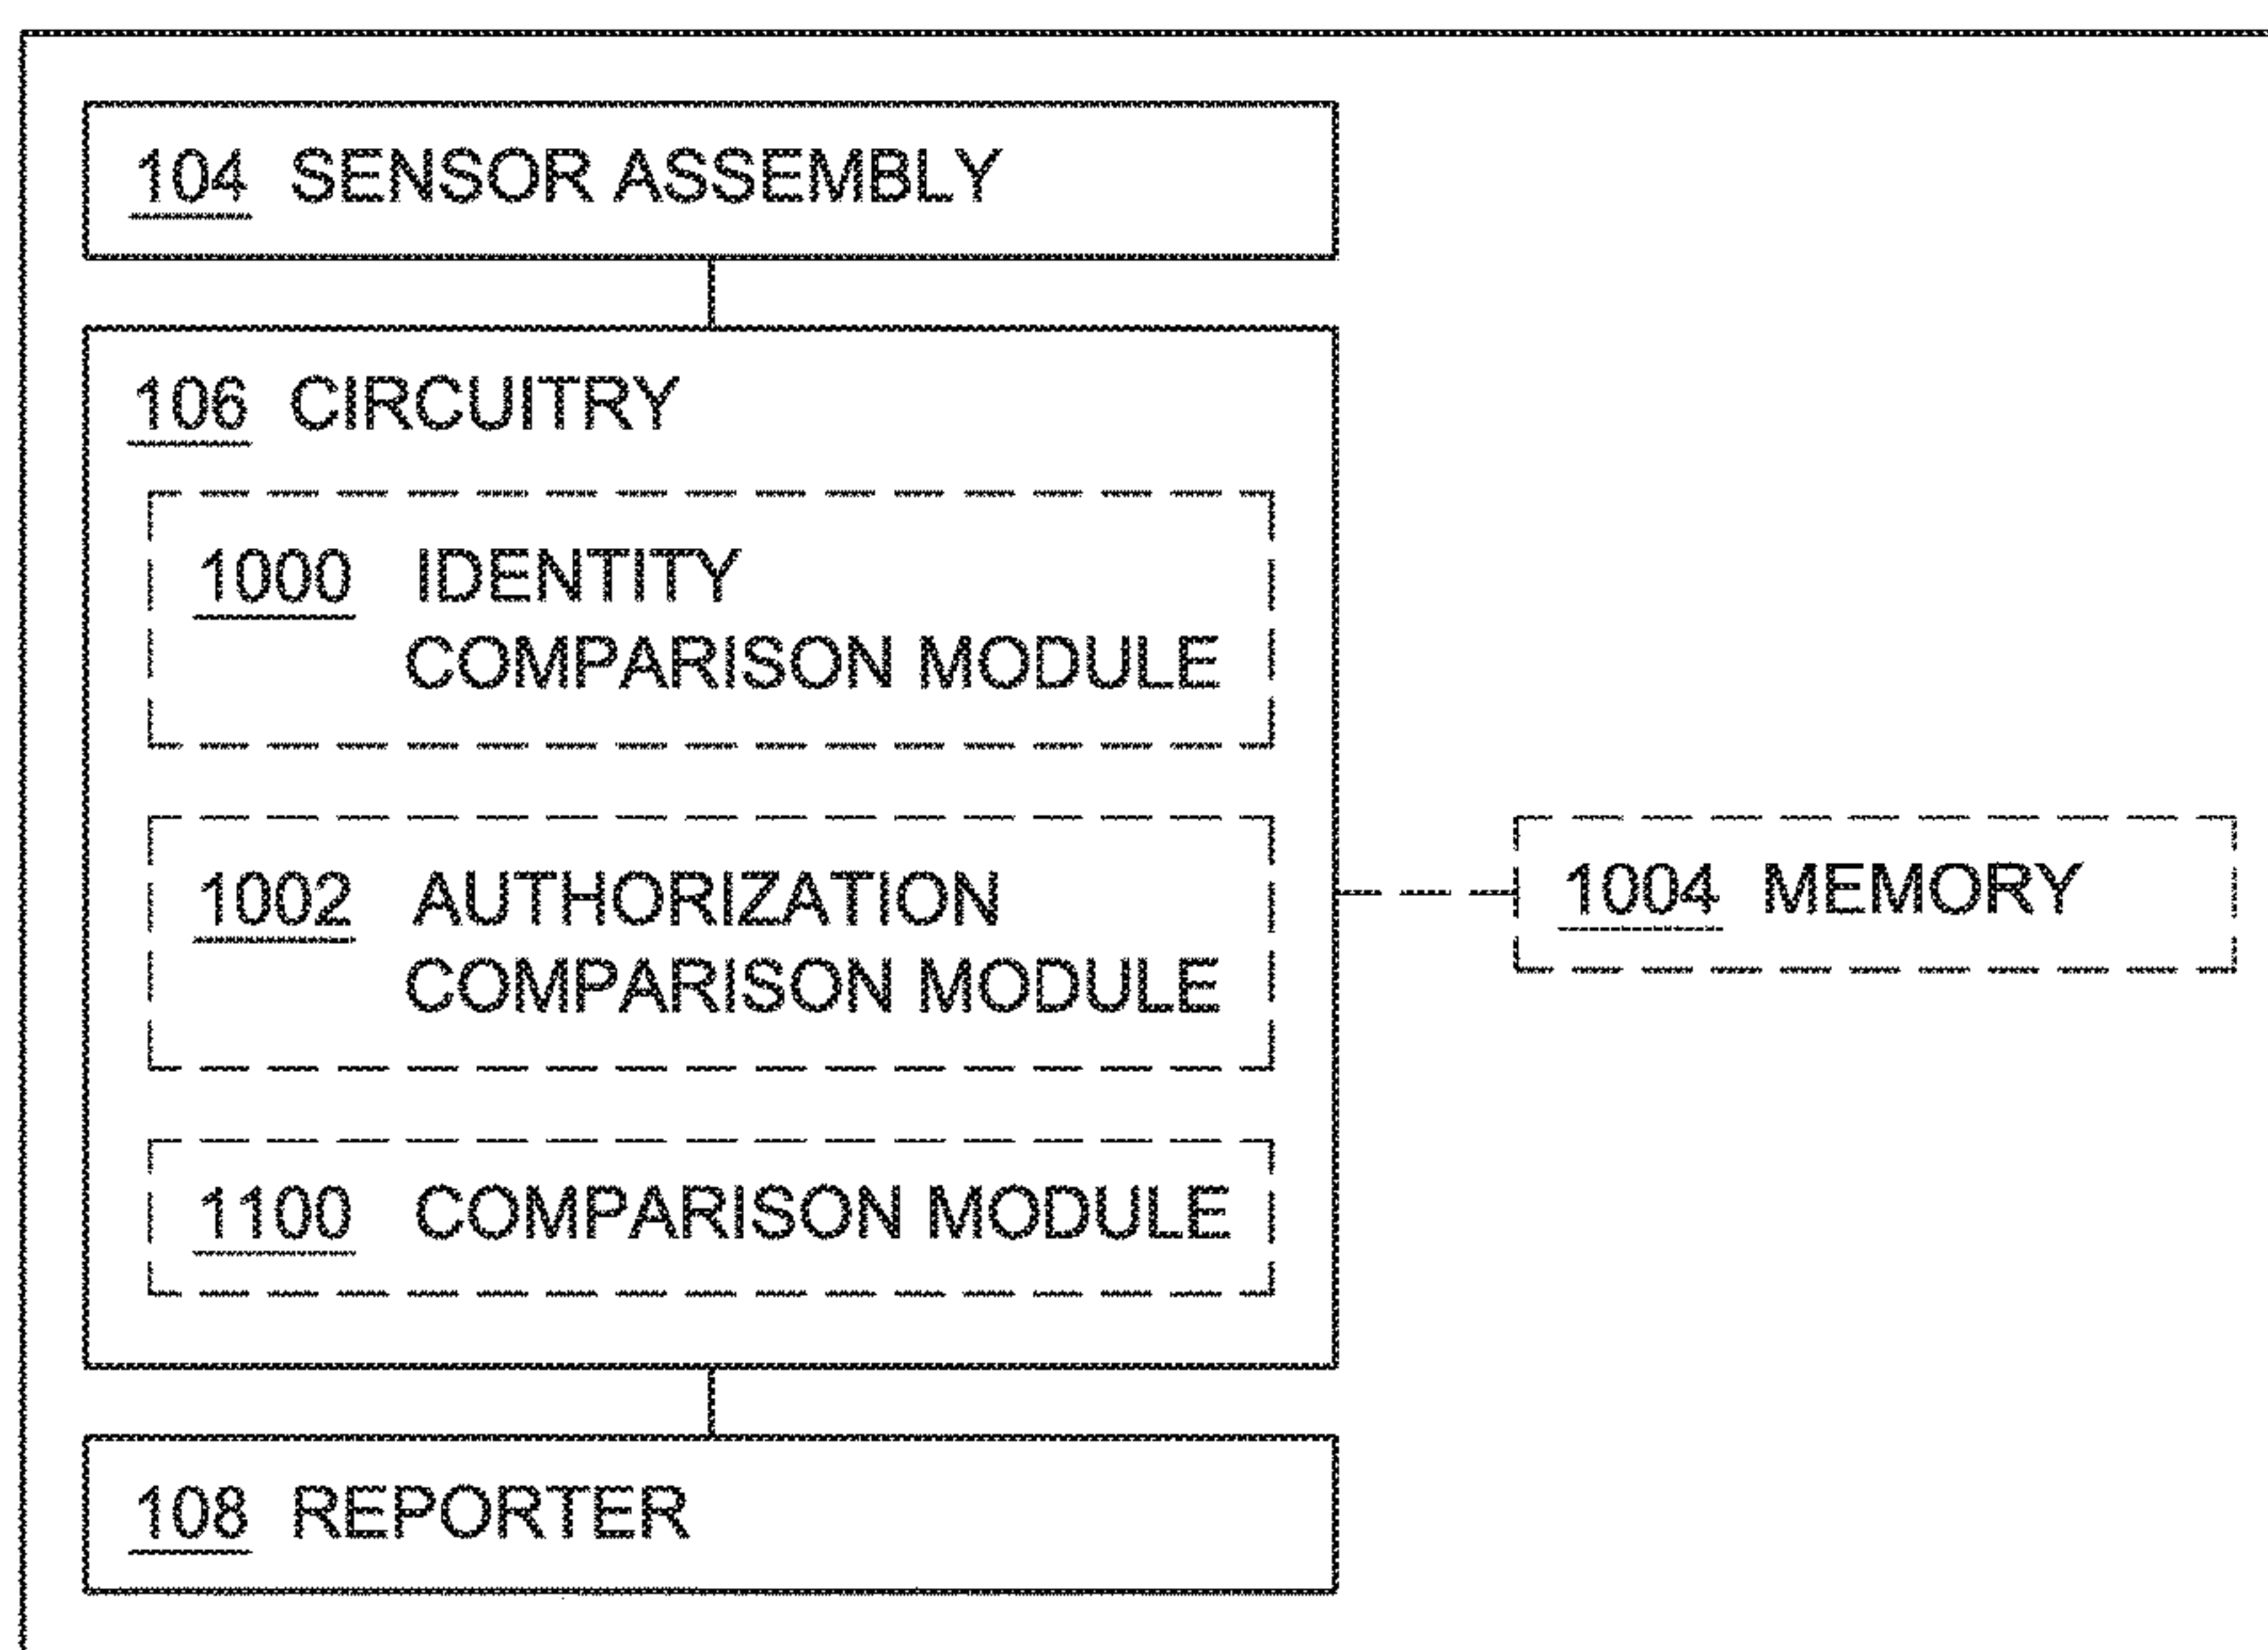 104 SENSOR ASSEMBLY
106 CIRCUITRY
1000 IDENTITY
COMPARISON MODULE
1002 AUTHORIZATION
COMPARISON MODULE
1004 MEMORY
1100 COMPARISON MODULE
108 REPORTER